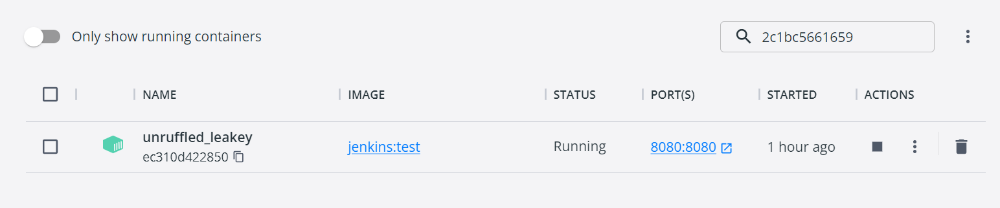 Only show running containers
2c1bc5661659
NAME IMAGE STATUS PORT(S) STARTED ACTIONS
unruffled_leakey
ec310d422850
jenkins:test Running 8080:8080 1 hour ago